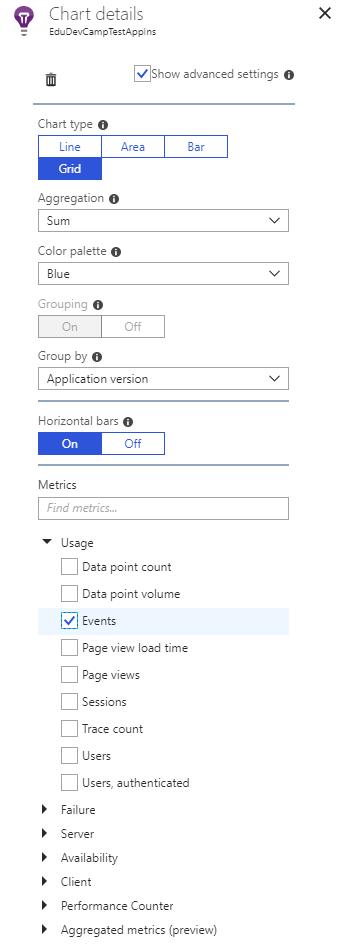 Chart details
EduDevCampTestAppIns
Show advanced settings
Chart type
Line Area Bar
Grid
Aggregation
Sum
Color palette
Blue
Grouping
On Off
Group by
Application version
Horizontal bars
On Off
Metrics
Find metrics...
Usage
Data point count
Data point volume
Events
Page view load time
Page views
Sessions
Trace count
Users
Users, authenticated
Failure
Server
Availability
Client
Performance Counter
Aggregated metrics (preview)